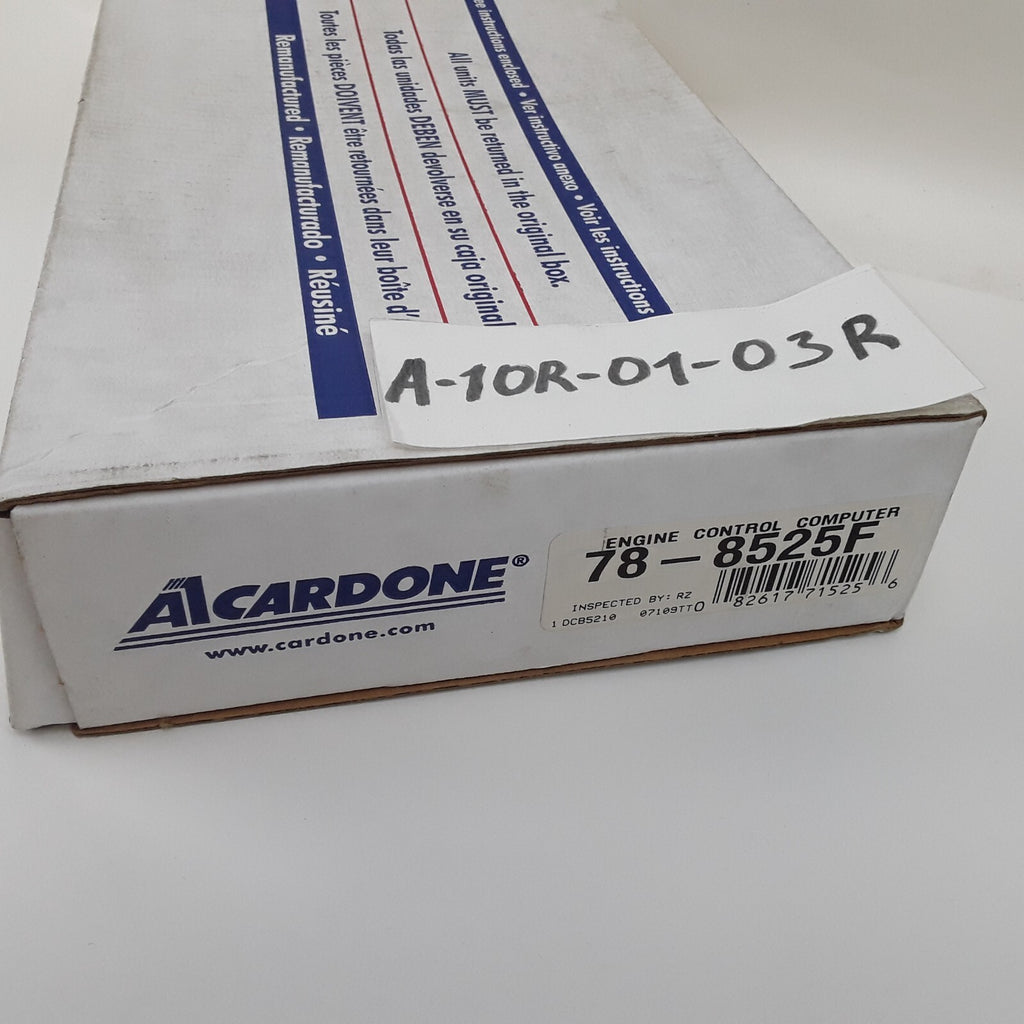 ee instructions enclosed • Ver instructivo anexo • Voir les instructions
All units MUST be returned in the original box.
Todas las unidades DEBEN devolverse en su caja original
Toutes les pièces DOIVENT être retournées dans leur boîte d'
Remanufactured • Remanufacturado • Réusiné
A-10R-01-03R
A1CARDONE®
www.cardone.com
ENGINE CONTROL COMPUTER
78-8525F
INSPECTED BY: RZ
1 DCB5210 07109TT
0 82617 71525 6